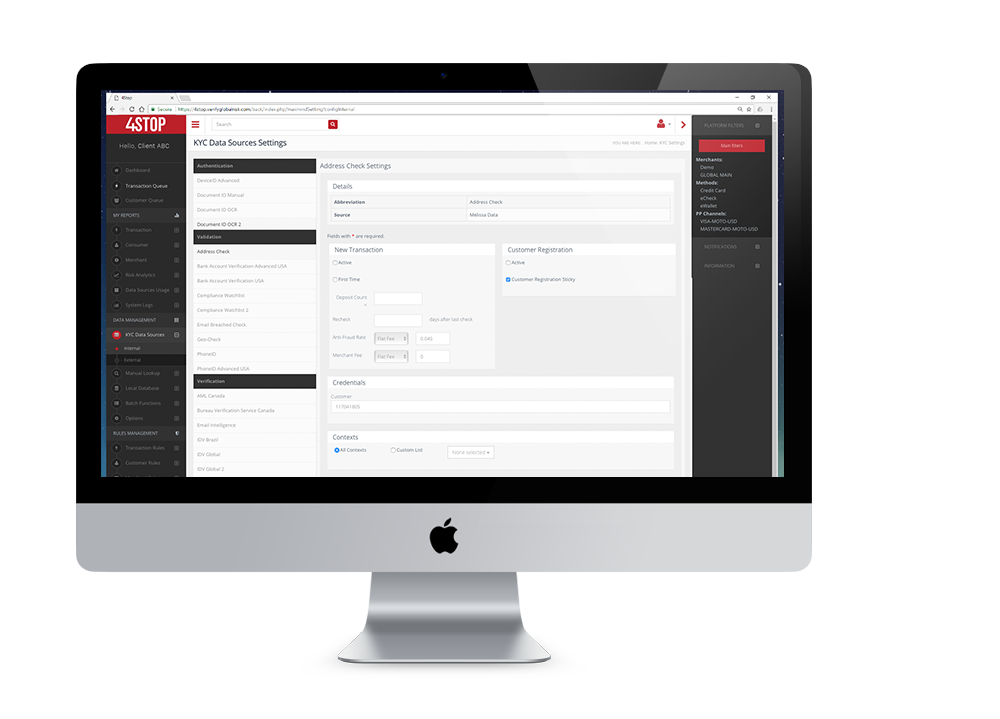 4Stop
Secure https://4stop.verifyglobalrisk.com/back/index.php/
4STOP
Hello, Client ABC
Dashboard
Transaction Queue
Customer Queue
MY REPORTS
Transaction
Consumer
Merchant
Risk Analytics
Data Sources Usage
System Logs
DATA MANAGEMENT
KYC Data Sources
Internal
External
Manual Lookup
Local Database
Batch Functions
Options
RULES MANAGEMENT
Transaction Rules
Customer Rules
Search
KYC Data Sources Settings
YOU ARE HERE: Home KYC Settings
Authentication
DeviceID Advanced
Document ID Manual
Document ID OCR
Document ID OCR 2
Validation
Address Check
Bank Account Verification Advanced USA
Bank Account Verification USA
Compliance Watchlist
Compliance Watchlist 2
Email Breached Check
Geo-Check
PhoneID
PhoneID Advanced USA
Verification
AML Canada
Bureau Verification Service Canada
Email Intelligence
IDV Brazil
IDV Global
IDV Global 2
Address Check Settings
Details
Abbreviation Address Check
Source Melissa Data
Fields with * are required.
New Transaction
Active
First Time
Deposit Count
*
Recheck days after last check
Anti Fraud Rate Flat Fee 0.045
Merchant Fee Flat Fee 0
Customer Registration
Active
Customer Registration Sticky
Credentials
Customer
117041805
Contexts
All Contexts Custom List None selected
PLATFORM FILTERS
Main filters
Merchants:
Demo
GLOBAL MAIN
Methods:
Credit Card
eCheck
eWallet
PP Channels:
VISA-MOTO-USD
MASTERCARD-MOTO-USD
NOTIFICATIONS
INFORMATION